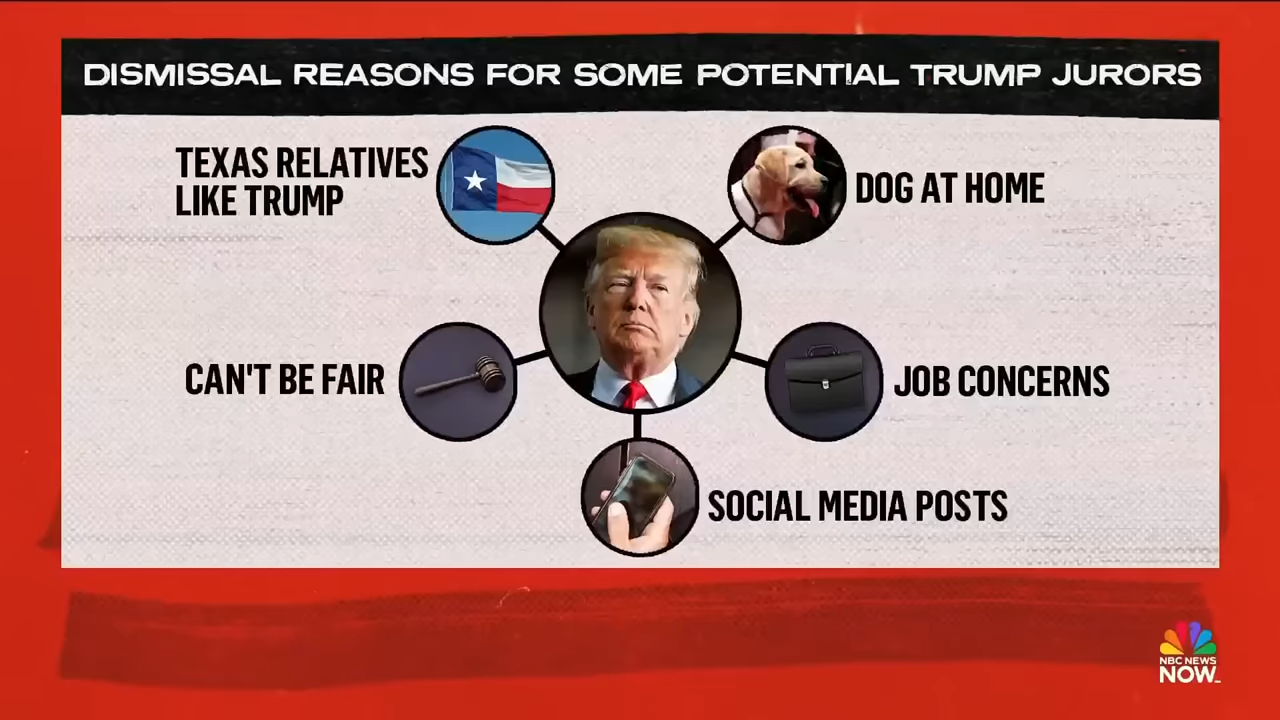 DISMISSAL REASONS FOR SOME POTENTIAL TRUMP JURORS
TEXAS RELATIVES
LIKE TRUMP
DOG AT HOME
CAN'T BE FAIR
JOB CONCERNS
SOCIAL MEDIA POSTS
NBC NEWS
NOW